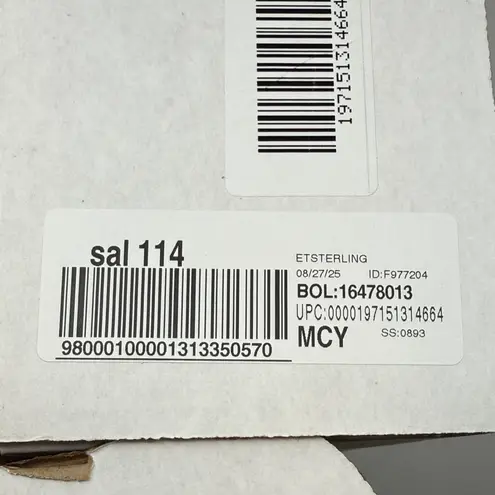 197151314664
sal 114
ETSTERLING
08/27/25 ID:F977204
BOL:16478013
UPC:0000197151314664
MCY SS:0893
98000100001313350570